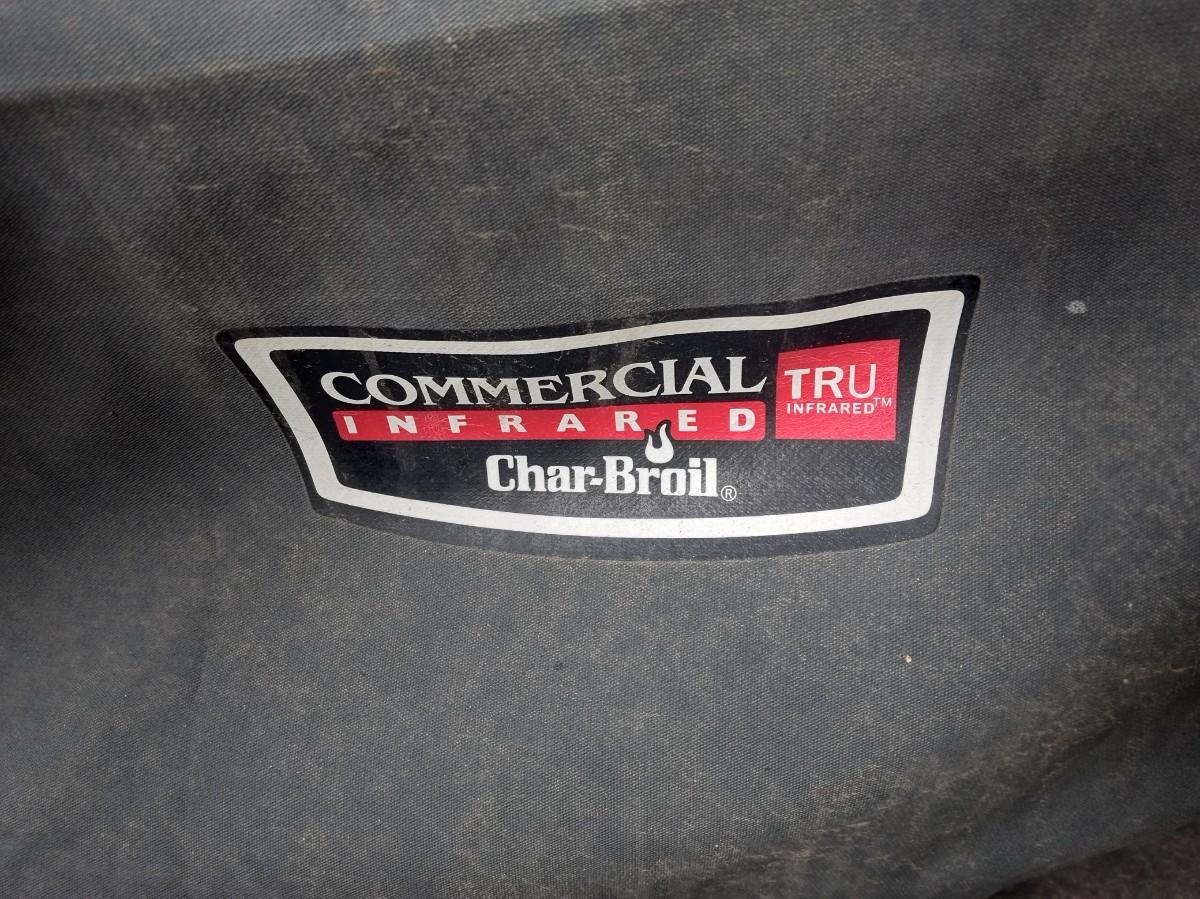 COMMERCIAL
INFRARED
TRU
INFRARED™
Char-Broil®